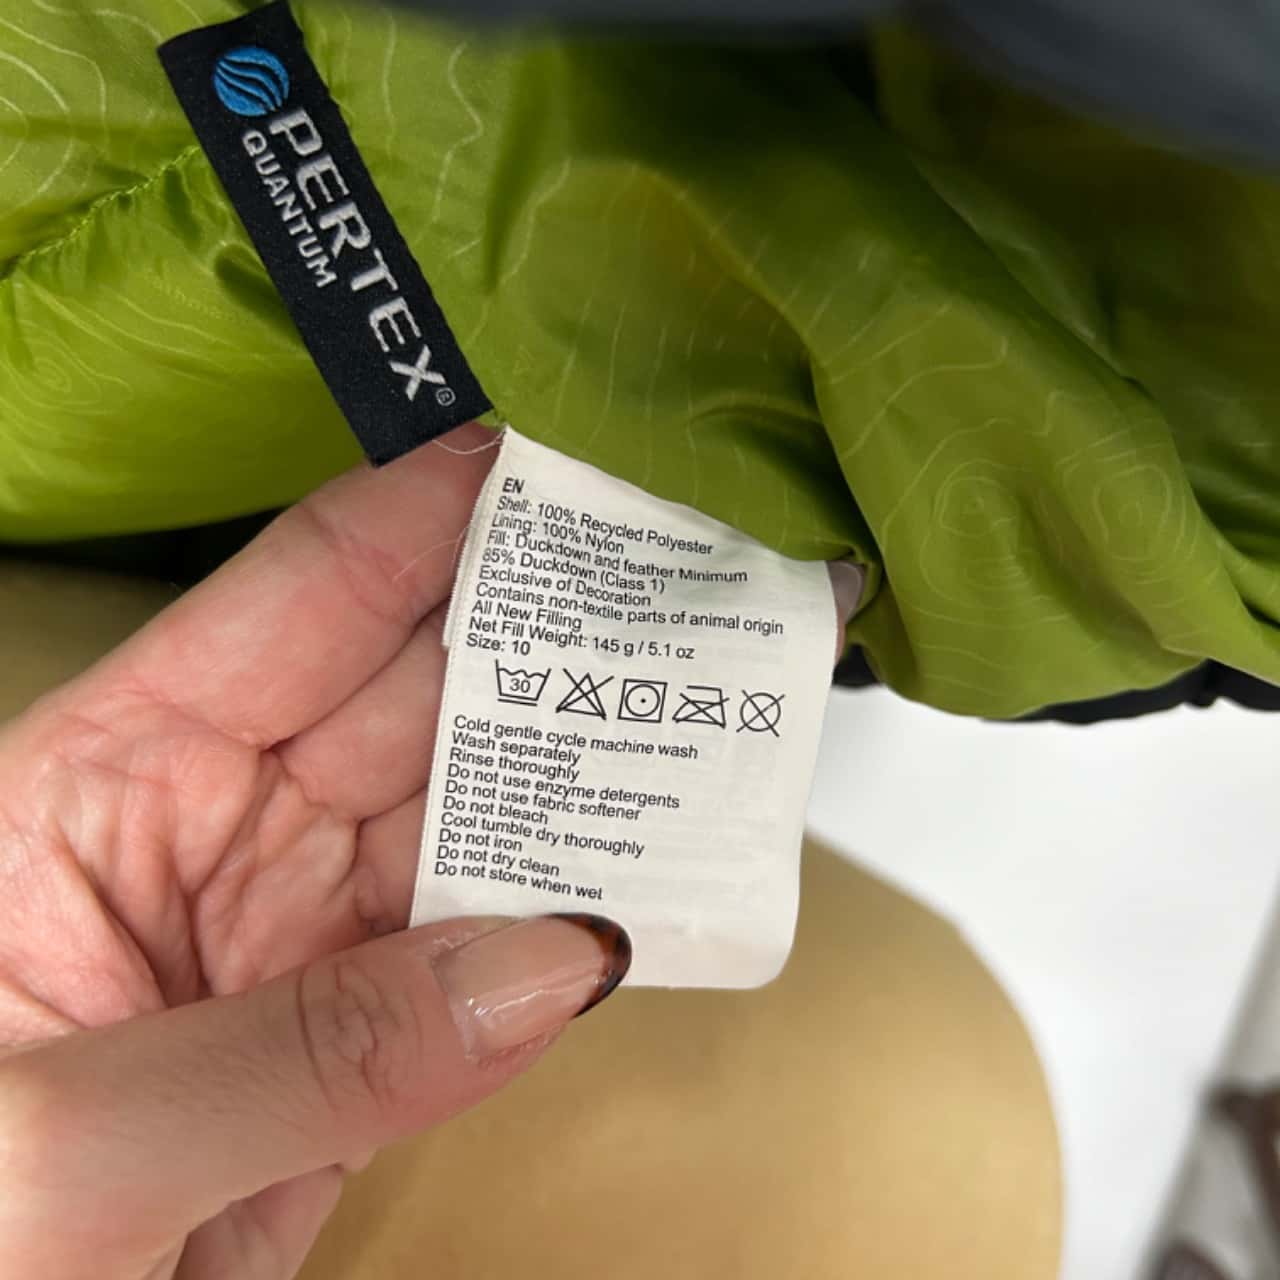 PERTEX®
QUANTUM
EN
Shell: 100% Recycled Polyester
Lining: 100% Nylon
Fill: Duckdown and feather Minimum
85% Duckdown (Class 1)
Exclusive of Decoration
Contains non-textile parts of animal origin
All New Filling
Net Fill Weight: 145 g / 5.1 oz
Size: 10
30
Cold gentle cycle machine wash
Wash separately
Rinse thoroughly
Do not use enzyme detergents
Do not use fabric softener
Do not bleach
Cool tumble dry thoroughly
Do not iron
Do not dry clean
Do not store when wet